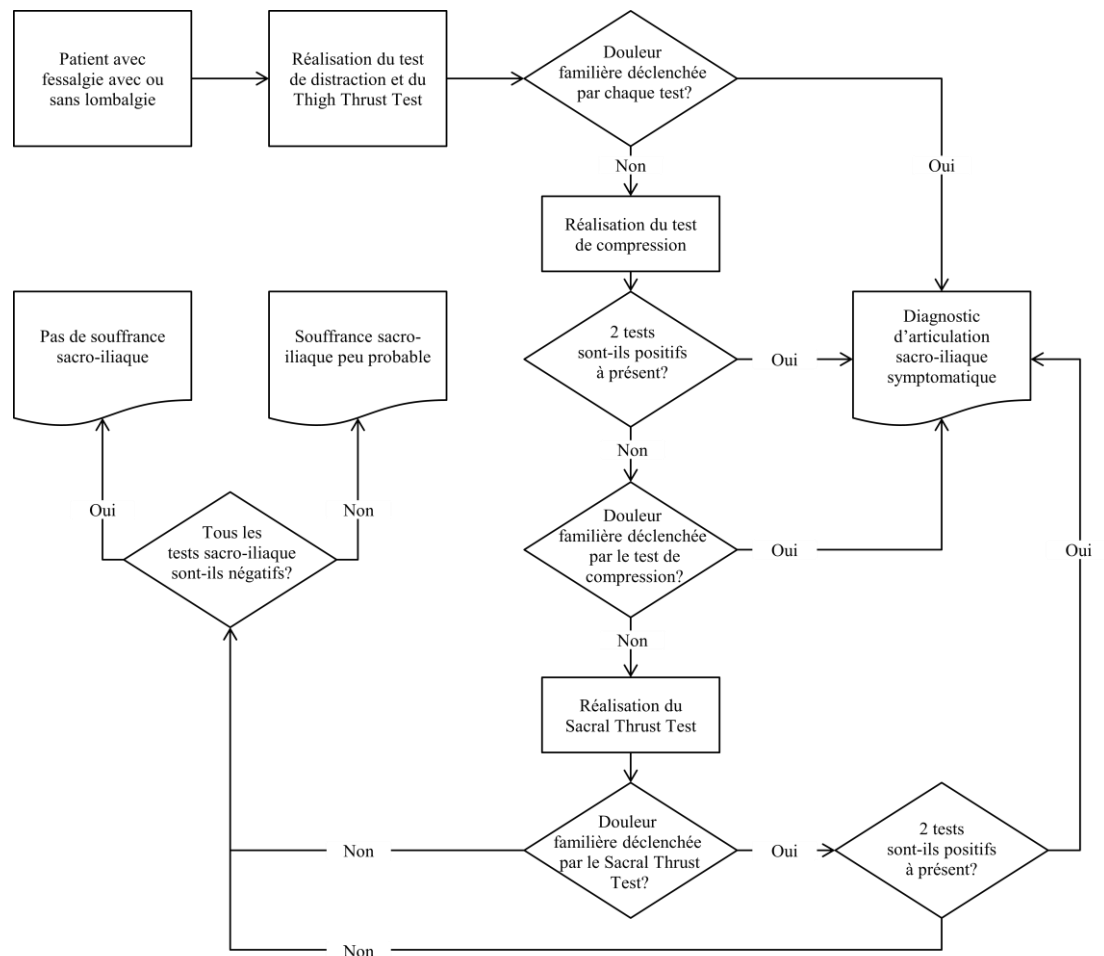 Patient avec
fessalgie avec ou
sans lombalgie
Réalisation du test
de distraction et du
Thigh Thrust Test
Douleur
familière déclenchée
par chaque test?
Non
Oui
Réalisation du test
de compression
Pas de souffrance
sacro-iliaque
Souffrance sacro-
iliaque peu probable
2 tests
sont-ils positifs
à présent?
Oui
Diagnostic
d'articulation
sacro-iliaque
symptomatique
Non
Oui
Non
Tous les
tests sacro-iliaque
sont-ils négatifs?
Douleur
familière déclenchée
par le test de
compression?
Oui
Oui
Non
Réalisation du
Sacral Thrust Test
Non
Douleur
familière déclenchée
par le Sacral Thrust
Test?
Oui
2 tests
sont-ils positifs
à présent?
Non